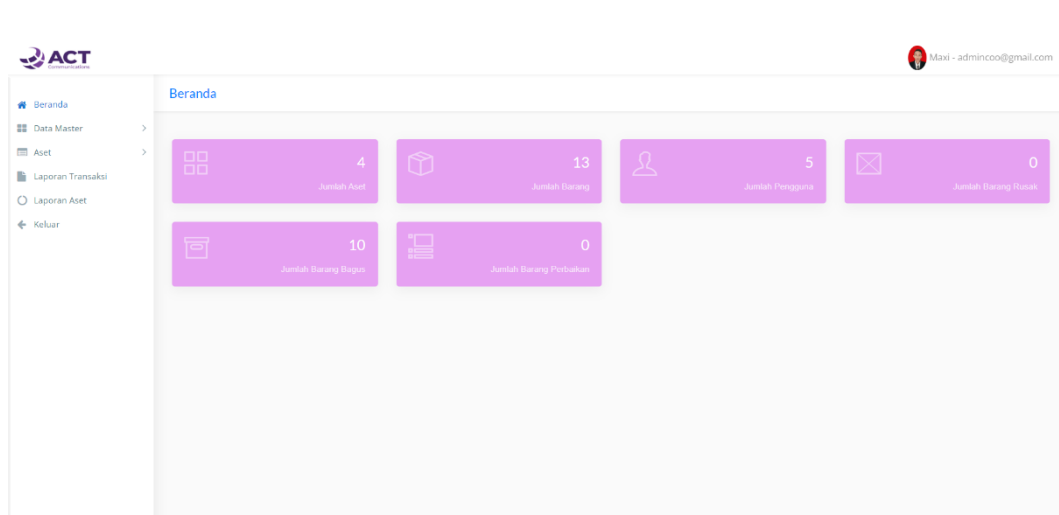 ACT
Communications
Maxi - admincoo@gmail.com
Beranda
Data Master
Aset
Laporan Transaksi
Laporan Aset
Keluar
Beranda
4
Jumlah Aset
13
Jumlah Barang
5
Jumlah Pengguna
0
Jumlah Barang Rusak
10
Jumlah Barang Bagus
0
Jumlah Barang Perbaikan